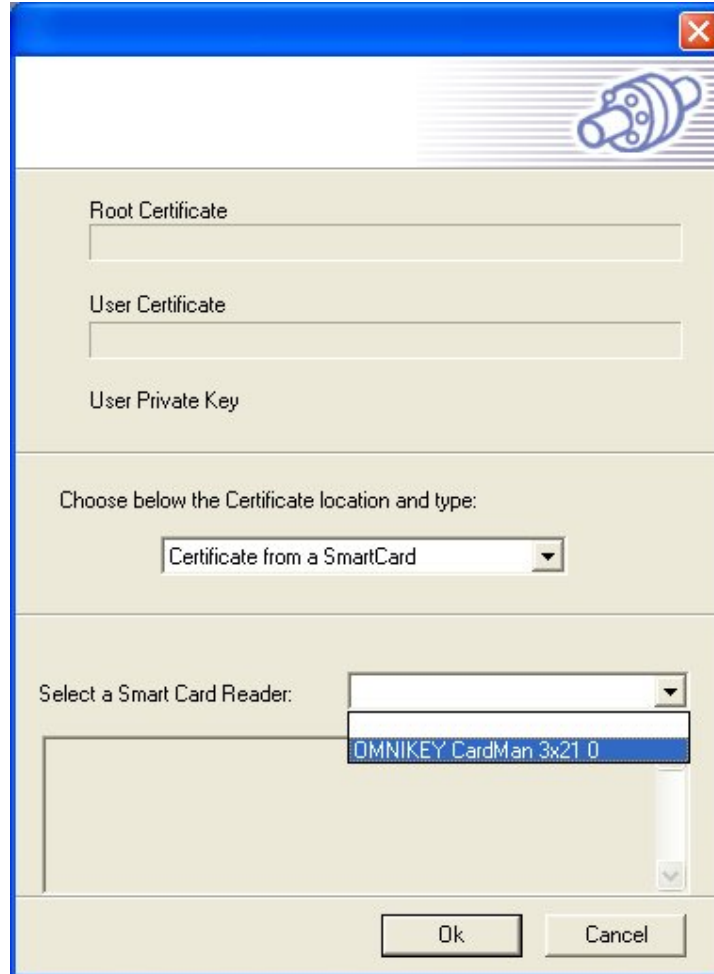 Root Certificate
User Certificate
User Private Key
Choose below the Certificate location and type:
Certificate from a SmartCard
Select a Smart Card Reader:
OMNIKEY CardMan 3x21 0
Ok
Cancel